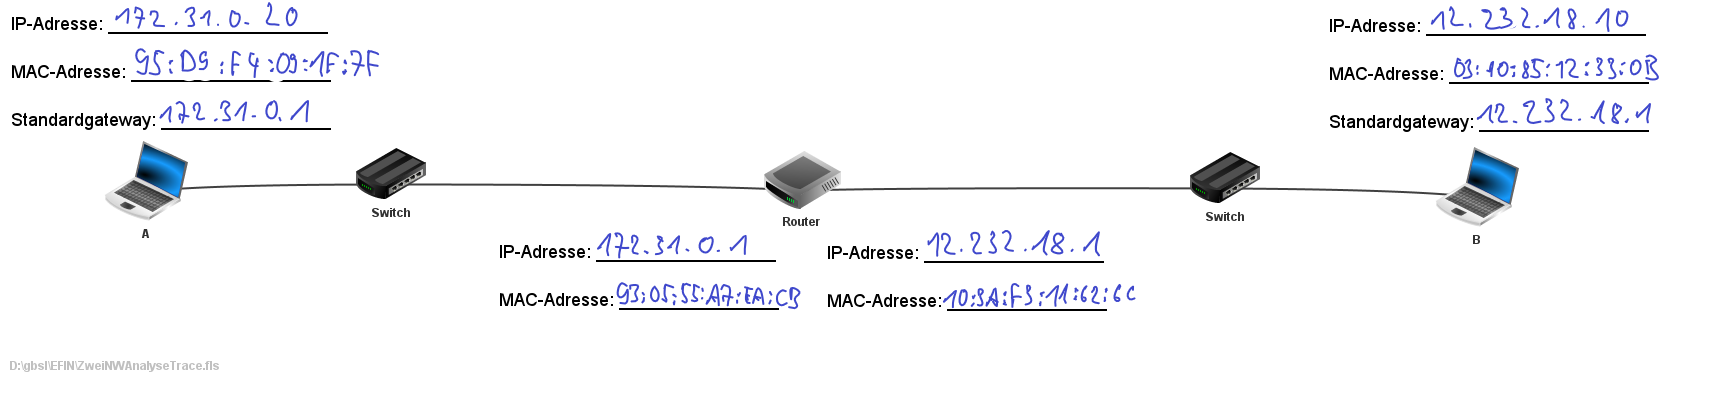 IP-Adresse: 172.31.0.20
MAC-Adresse: 95:D9:F4:09:1F:7F
Standardgateway: 172.31.0.1
IP-Adresse: 12.232.18.10
MAC-Adresse: 03:10:85:12:33:0B
Standardgateway: 12.232.18.1
A
Switch
Router
Switch
B
IP-Adresse: 172.31.0.1
MAC-Adresse: 93:05:55:A7:EA:CB
IP-Adresse: 12.232.18.1
MAC-Adresse: 10:3A:F3:11:62:6C
D:\gbsl\EFIN\ZweiNWAnalyseTrace.fls